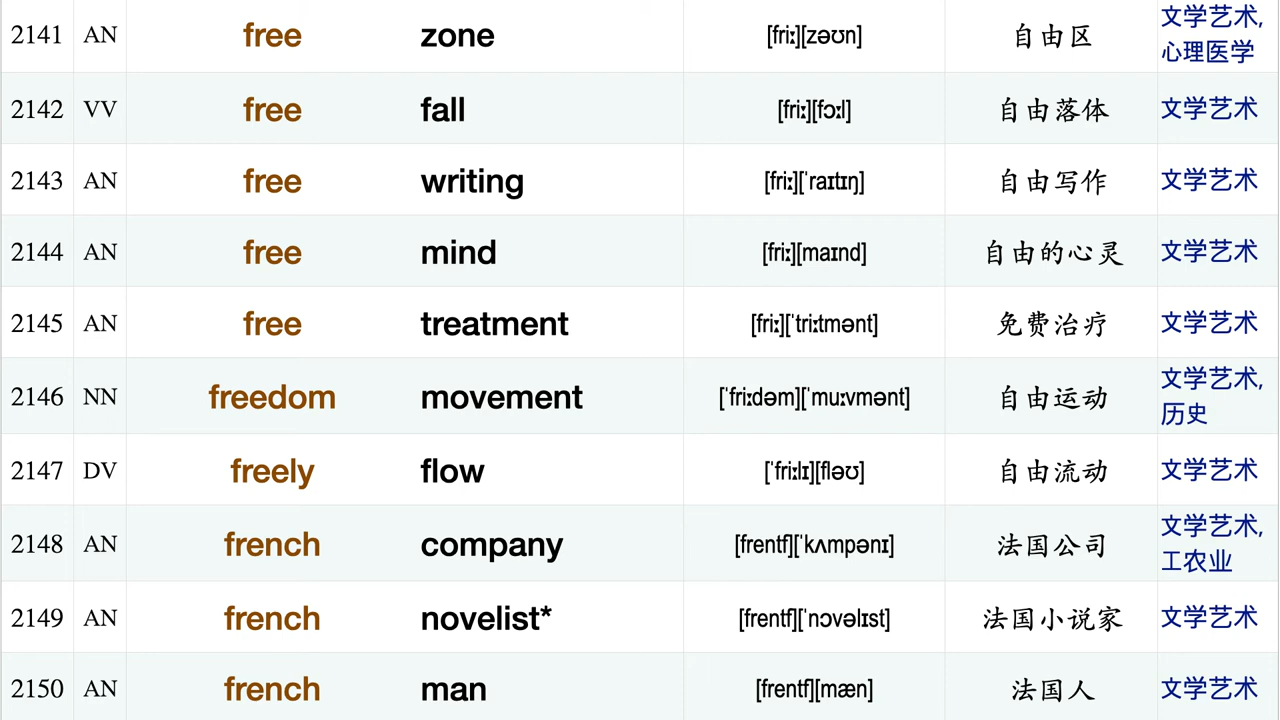 2141 AN free zone [friː][zəʊn] 自由区 文学艺术,
心理医学
2142 VV free fall [friː][fɔːl] 自由落体 文学艺术
2143 AN free writing [friː][ˈraɪtɪŋ] 自由写作 文学艺术
2144 AN free mind [friː][maɪnd] 自由的心灵 文学艺术
2145 AN free treatment [friː][ˈtriːtmənt] 免费治疗 文学艺术
2146 NN freedom movement [ˈfriːdəm][ˈmuːvmənt] 自由运动 文学艺术,
历史
2147 DV freely flow [ˈfriːlɪ][fləʊ] 自由流动 文学艺术
2148 AN french company [frentʃ][ˈkʌmpənɪ] 法国公司 文学艺术,
工农业
2149 AN french novelist* [frentʃ][ˈnɔvəlɪst] 法国小说家 文学艺术
2150 AN french man [frentʃ][mæn] 法国人 文学艺术